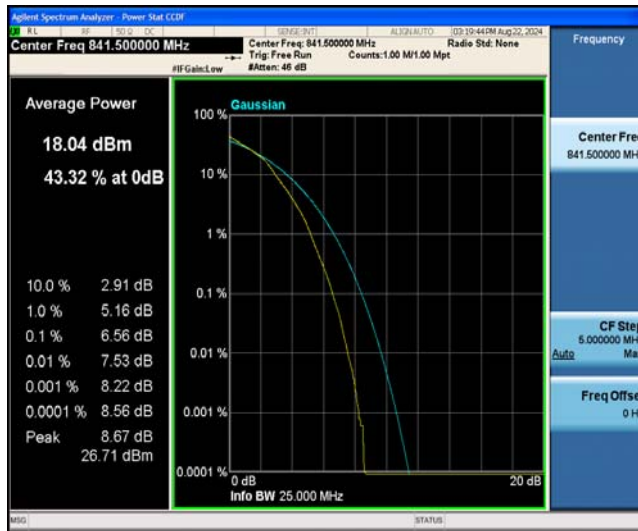 Agilent Spectrum Analyzer - Power Stat CCDF
RL RF 50 Ω DC SENSE:INT ALIGN AUTO 03:19:44 PM Aug 22, 2024
Center Freq 841.500000 MHz
Center Freq: 841.500000 MHz Radio Std: None
Trig: Free Run Counts:1.00 M/1.00 Mpt
#IFGain:Low #Atten: 46 dB
Frequency
Average Power
18.04 dBm
43.32 % at 0dB
10.0 % 2.91 dB
1.0 % 5.16 dB
0.1 % 6.56 dB
0.01 % 7.53 dB
0.001 % 8.22 dB
0.0001 % 8.56 dB
Peak 8.67 dB
26.71 dBm
Gaussian
100 %
10 %
1 %
0.1 %
0.01 %
0.001 %
0.0001 %
0 dB 20 dB
Info BW 25.000 MHz
Center Fre
841.500000 MH
CF Ste
5.000000 MH
Auto Ma
Freq Offse
0 H
MSG STATUS